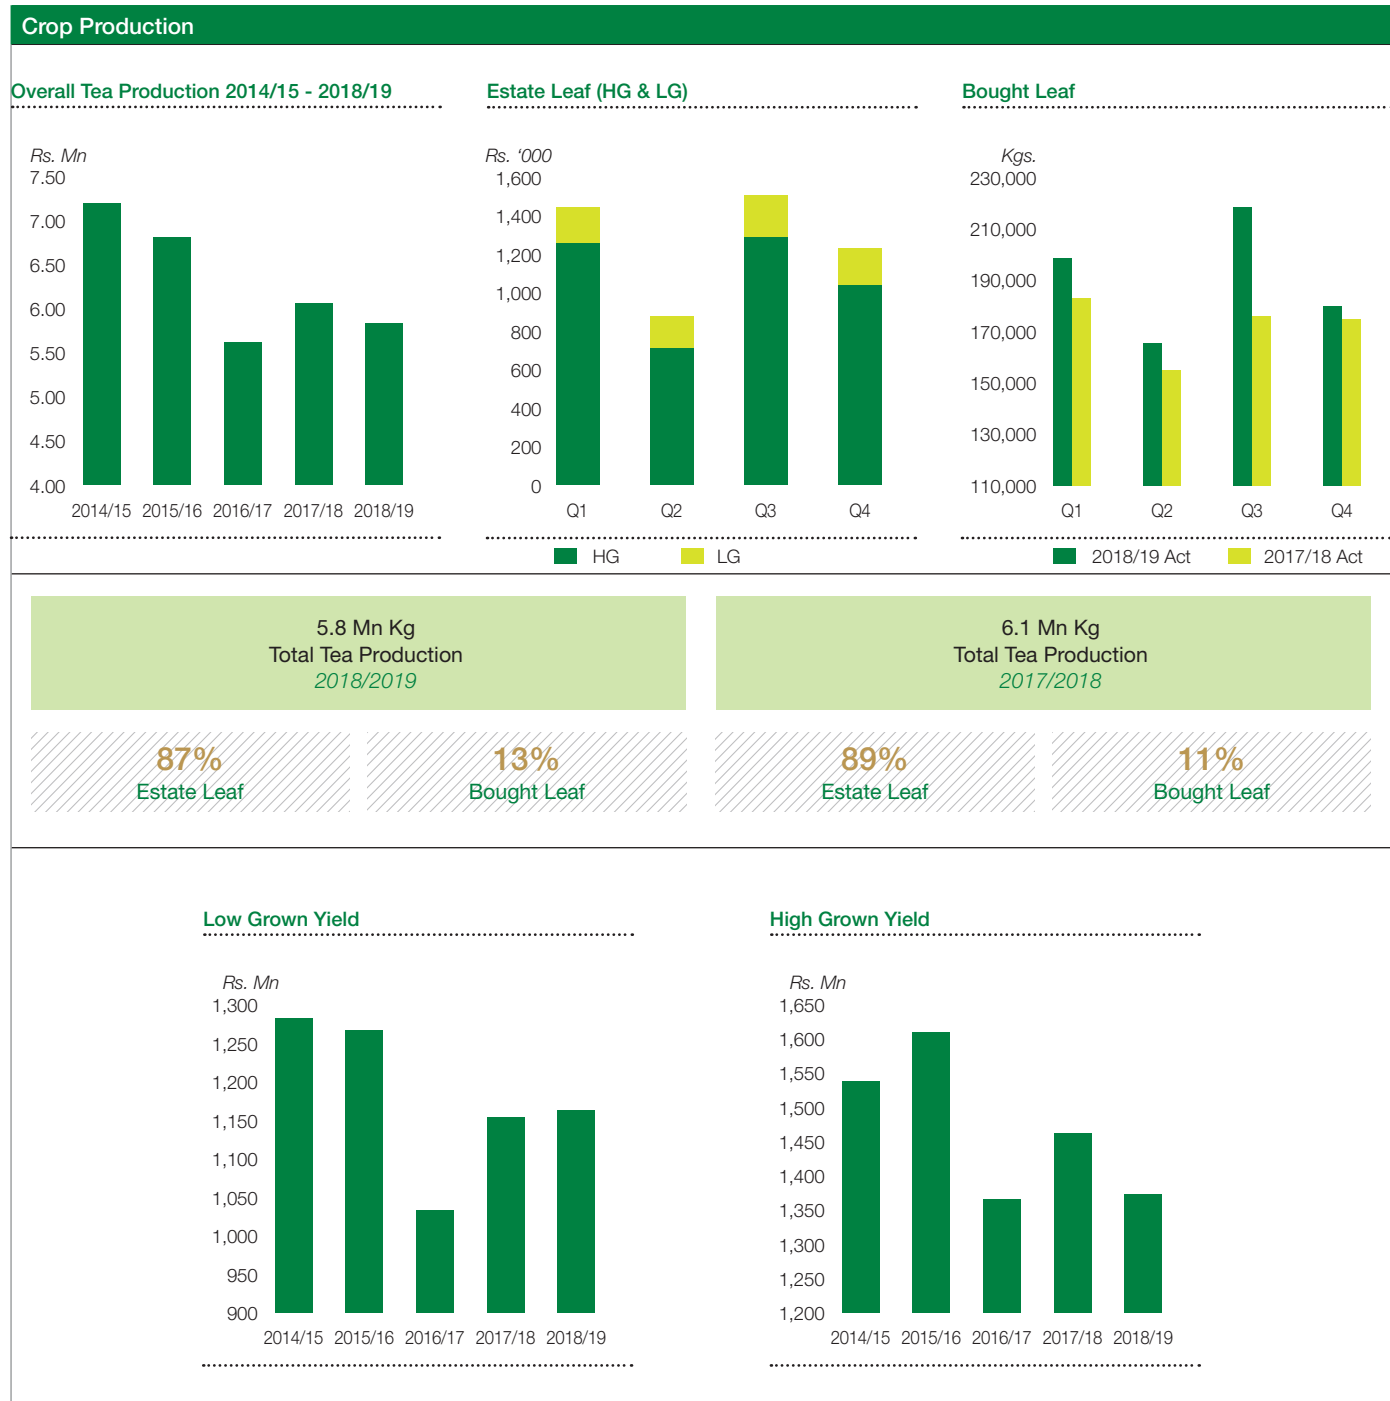 Crop Production
Overall Tea Production 2014/15 - 2018/19
Rs. Mn
7.50
7.00
6.50
6.00
5.50
5.00
4.50
4.00
2014/15 2015/16 2016/17 2017/18 2018/19
Estate Leaf (HG & LG)
Rs. ‘000
1,600
1,400
1,200
1,000
800
600
400
200
0
Q1 Q2 Q3 Q4
HG LG
Bought Leaf
Kgs.
230,000
210,000
190,000
170,000
150,000
130,000
110,000
Q1 Q2 Q3 Q4
2018/19 Act 2017/18 Act
5.8 Mn Kg
Total Tea Production
2018/2019
6.1 Mn Kg
Total Tea Production
2017/2018
87%
Estate Leaf
13%
Bought Leaf
89%
Estate Leaf
11%
Bought Leaf
Low Grown Yield
Rs. Mn
1,300
1,250
1,200
1,150
1,100
1,050
1,000
950
900
2014/15 2015/16 2016/17 2017/18 2018/19
High Grown Yield
Rs. Mn
1,650
1,600
1,550
1,500
1,450
1,400
1,350
1,300
1,250
1,200
2014/15 2015/16 2016/17 2017/18 2018/19